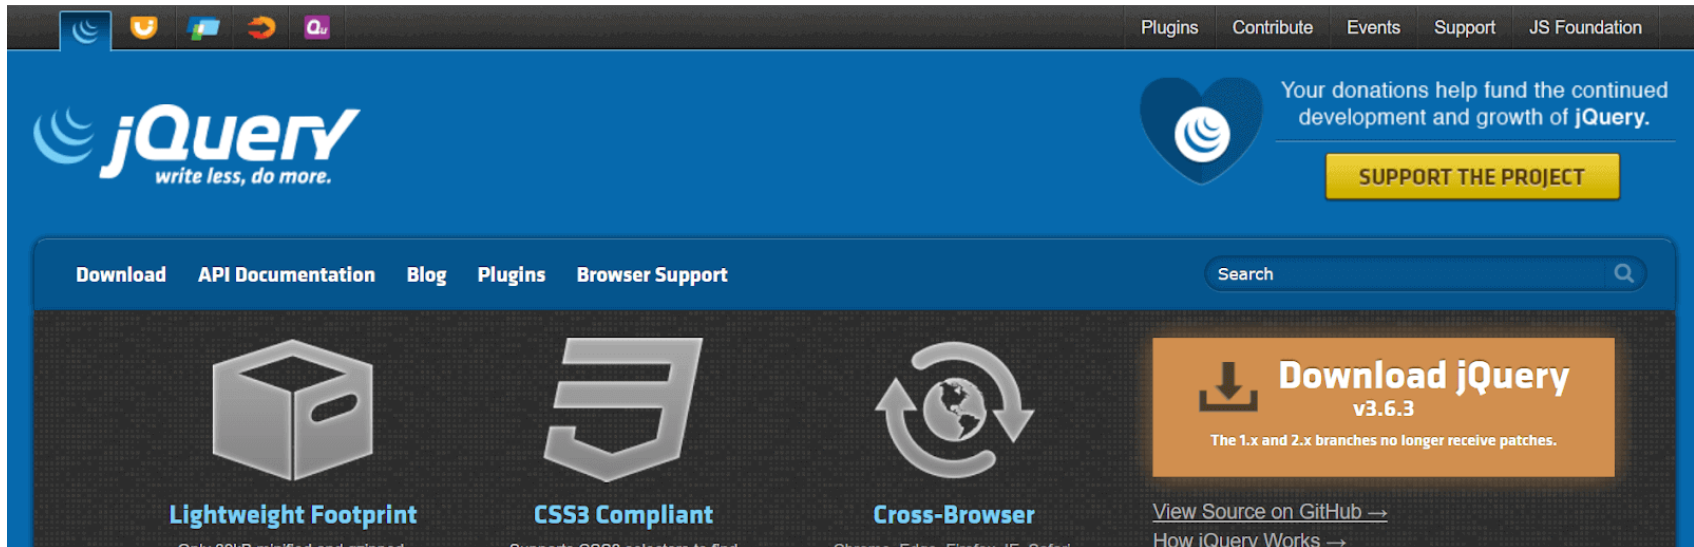 Qu
Plugins Contribute Events Support JS Foundation
jQuery
write less, do more.
Your donations help fund the continued
development and growth of jQuery.
SUPPORT THE PROJECT
Download API Documentation Blog Plugins Browser Support
Search
Download jQuery
v3.6.3
The 1.x and 2.x branches no longer receive patches.
Lightweight Footprint
CSS3 Compliant
Cross-Browser
View Source on GitHub →
How jQuery Works →